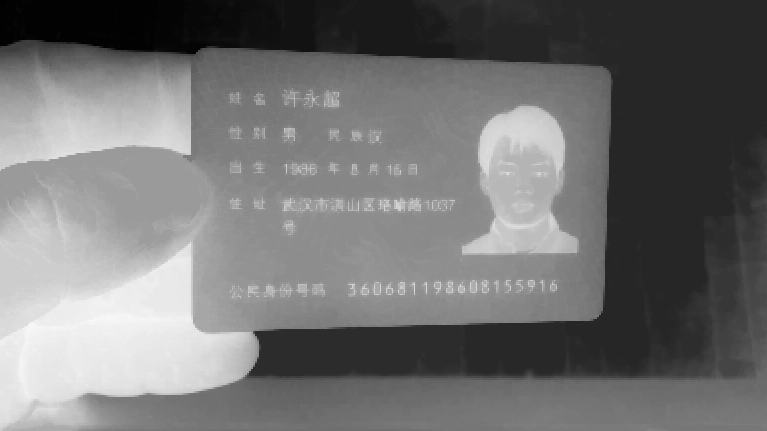 姓名 许永超
性别 男 民族汉
出生 1986 年 8 月 15 日
住址 武汉市洪山区珞喻路1037
号
公民身份号码 360681198608155916